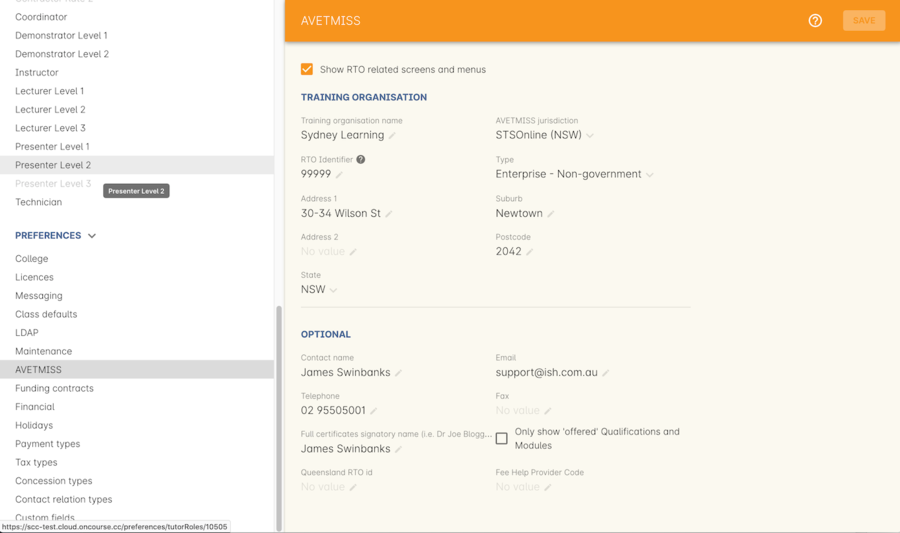 Contractor Rate 2
Coordinator
Demonstrator Level 1
Demonstrator Level 2
Instructor
Lecturer Level 1
Lecturer Level 2
Lecturer Level 3
Presenter Level 1
Presenter Level 2
Presenter Level 3
Presenter Level 2
Technician
PREFERENCES
College
Licences
Messaging
Class defaults
LDAP
Maintenance
AVETMISS
Funding contracts
Financial
Holidays
Payment types
Tax types
Concession types
Contact relation types
Custom fields
https://scc-test.cloud.oncourse.cc/preferences/tutorRoles/10505
AVETMISS
SAVE
Show RTO related screens and menus
TRAINING ORGANISATION
Training organisation name
Sydney Learning
AVETMISS jurisdiction
STSOnline (NSW)
RTO Identifier
99999
Type
Enterprise - Non-government
Address 1
30-34 Wilson St
Suburb
Newtown
Address 2
No value
Postcode
2042
State
NSW
OPTIONAL
Contact name
James Swinbanks
Email
support@ish.com.au
Telephone
02 95505001
Fax
No value
Full certificates signatory name (i.e. Dr Joe Blogg...
James Swinbanks
Only show 'offered' Qualifications and
Modules
Queensland RTO id
No value
Fee Help Provider Code
No value